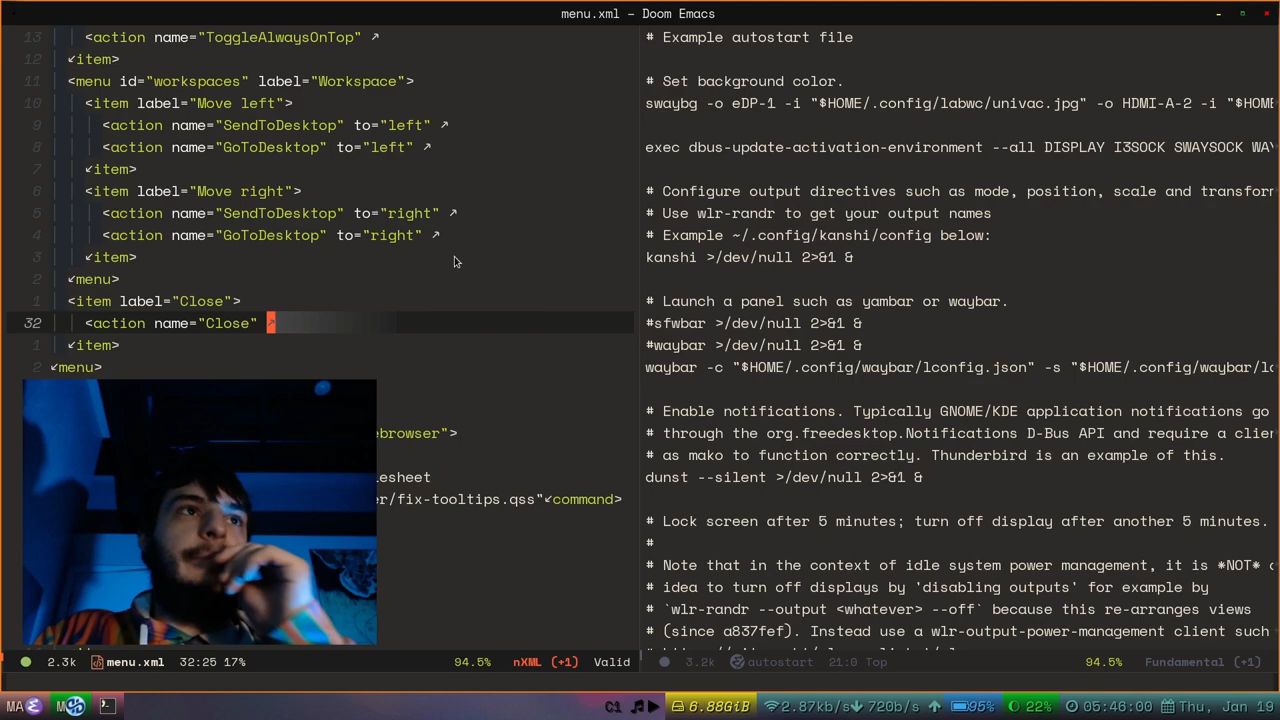 menu.xml – Doom Emacs
13 <action name="ToggleAlwaysOnTop" ↗
12 ↙item>
11 <menu id="workspaces" label="Workspace">
10 <item label="Move left">
9 <action name="SendToDesktop" to="left" ↗
8 <action name="GoToDesktop" to="left" ↗
7 ↙item>
6 <item label="Move right">
5 <action name="SendToDesktop" to="right" ↗
4 <action name="GoToDesktop" to="right" ↗
3 ↙item>
2 ↙menu>
1 <item label="Close">
32 <action name="Close" ↗
1 ↙item>
2 ↙menu>
ebrowser">
lesheet
er/fix-tooltips.qss"↙command>
2.3k menu.xml 32:25 17% 94.5% nXML (+1) Valid
# Example autostart file
# Set background color.
swaybg -o eDP-1 -i "$HOME/.config/labwc/univac.jpg" -o HDMI-A-2 -i "$HOME
exec dbus-update-activation-environment --all DISPLAY I3SOCK SWAYSOCK WAY
# Configure output directives such as mode, position, scale and transform
# Use wlr-randr to get your output names
# Example ~/.config/kanshi/config below:
kanshi >/dev/null 2>&1 &
# Launch a panel such as yambar or waybar.
#sfwbar >/dev/null 2>&1 &
#waybar >/dev/null 2>&1 &
waybar -c "$HOME/.config/waybar/lconfig.json" -s "$HOME/.config/waybar/lc
# Enable notifications. Typically GNOME/KDE application notifications go
# through the org.freedesktop.Notifications D-Bus API and require a clien
# as mako to function correctly. Thunderbird is an example of this.
dunst --silent >/dev/null 2>&1 &
# Lock screen after 5 minutes; turn off display after another 5 minutes.
#
# Note that in the context of idle system power management, it is *NOT* a
# idea to turn off displays by 'disabling outputs' for example by
# `wlr-randr --output <whatever> --off` because this re-arranges views
# (since a837fef). Instead use a wlr-output-power-management client such
3.2k autostart 21:0 Top 94.5% Fundamental (+1)
MA M C1 6.88GiB 2.87kb/s 720b/s 95% 22% 05:46:00 Thu, Jan 19